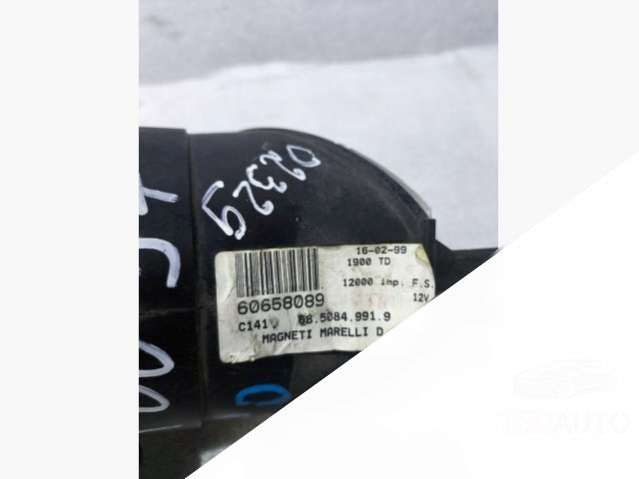 02329
16-02-99
1900 TD
12000 imp. F.S.
12V
60658089
C141
08.5084.991.9
MAGNETI MARELLI D
TEDAUTO